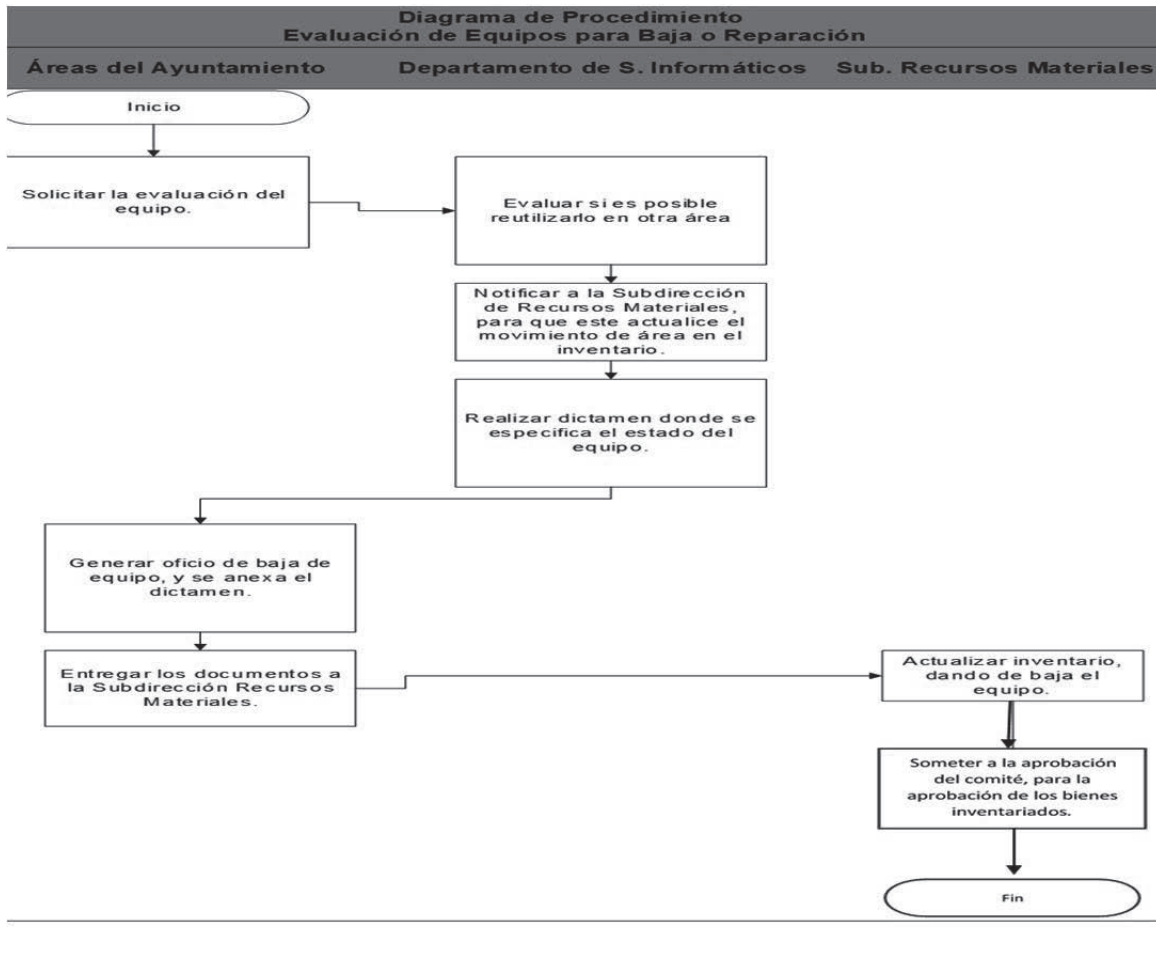 Diagrama de Procedimiento
Evaluación de Equipos para Baja o Reparación
Áreas del Ayuntamiento
Departamento de S. Informáticos
Sub. Recursos Materiales
Inicio
Solicitar la evaluación del
equipo.
Evaluar si es posible
reutilizarlo en otra área
Notificar a la Subdirección
de Recursos Materiales,
para que este actualice el
movimiento de área en el
inventario.
Realizar dictamen donde se
especifica el estado del
equipo.
Generar oficio de baja de
equipo, y se anexa el
dictamen.
Entregar los documentos a
la Subdirección Recursos
Materiales.
Actualizar inventario,
dando de baja el
equipo.
Someter a la aprobación
del comité, para la
aprobación de los bienes
inventariados.
Fin